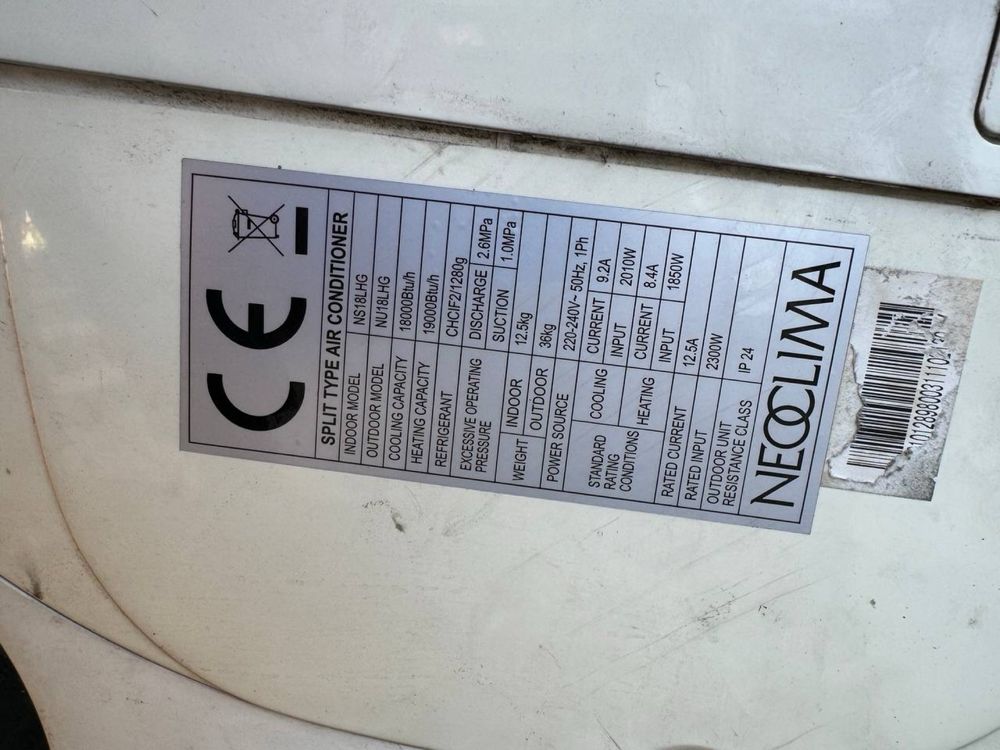 CE
SPLIT TYPE AIR CONDITIONER
INDOOR MODEL NS18LHG
OUTDOOR MODEL NU18LHG
COOLING CAPACITY 18000Btu/h
HEATING CAPACITY 19000Btu/h
REFRIGERANT CHCIF2/1280g
EXCESSIVE OPERATING PRESSURE DISCHARGE 2.6MPa
SUCTION 1.0MPa
WEIGHT INDOOR 12.5kg
OUTDOOR 36kg
POWER SOURCE 220-240V~ 50Hz, 1Ph
STANDARD RATING CONDITIONS COOLING CURRENT 9.2A
INPUT 2010W
HEATING CURRENT 8.4A
INPUT 1850W
RATED CURRENT 12.5A
RATED INPUT 2300W
OUTDOOR UNIT RESISTANCE CLASS IP 24
NEOCLIMA